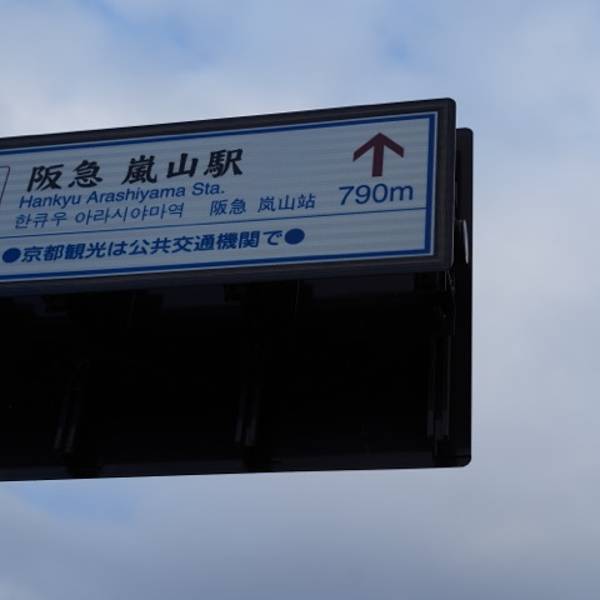 阪急 嵐山駅
Hankyu Arashiyama Sta.
한큐우 아라시야마역 阪急 岚山站
790m
●京都観光は公共交通機関で●